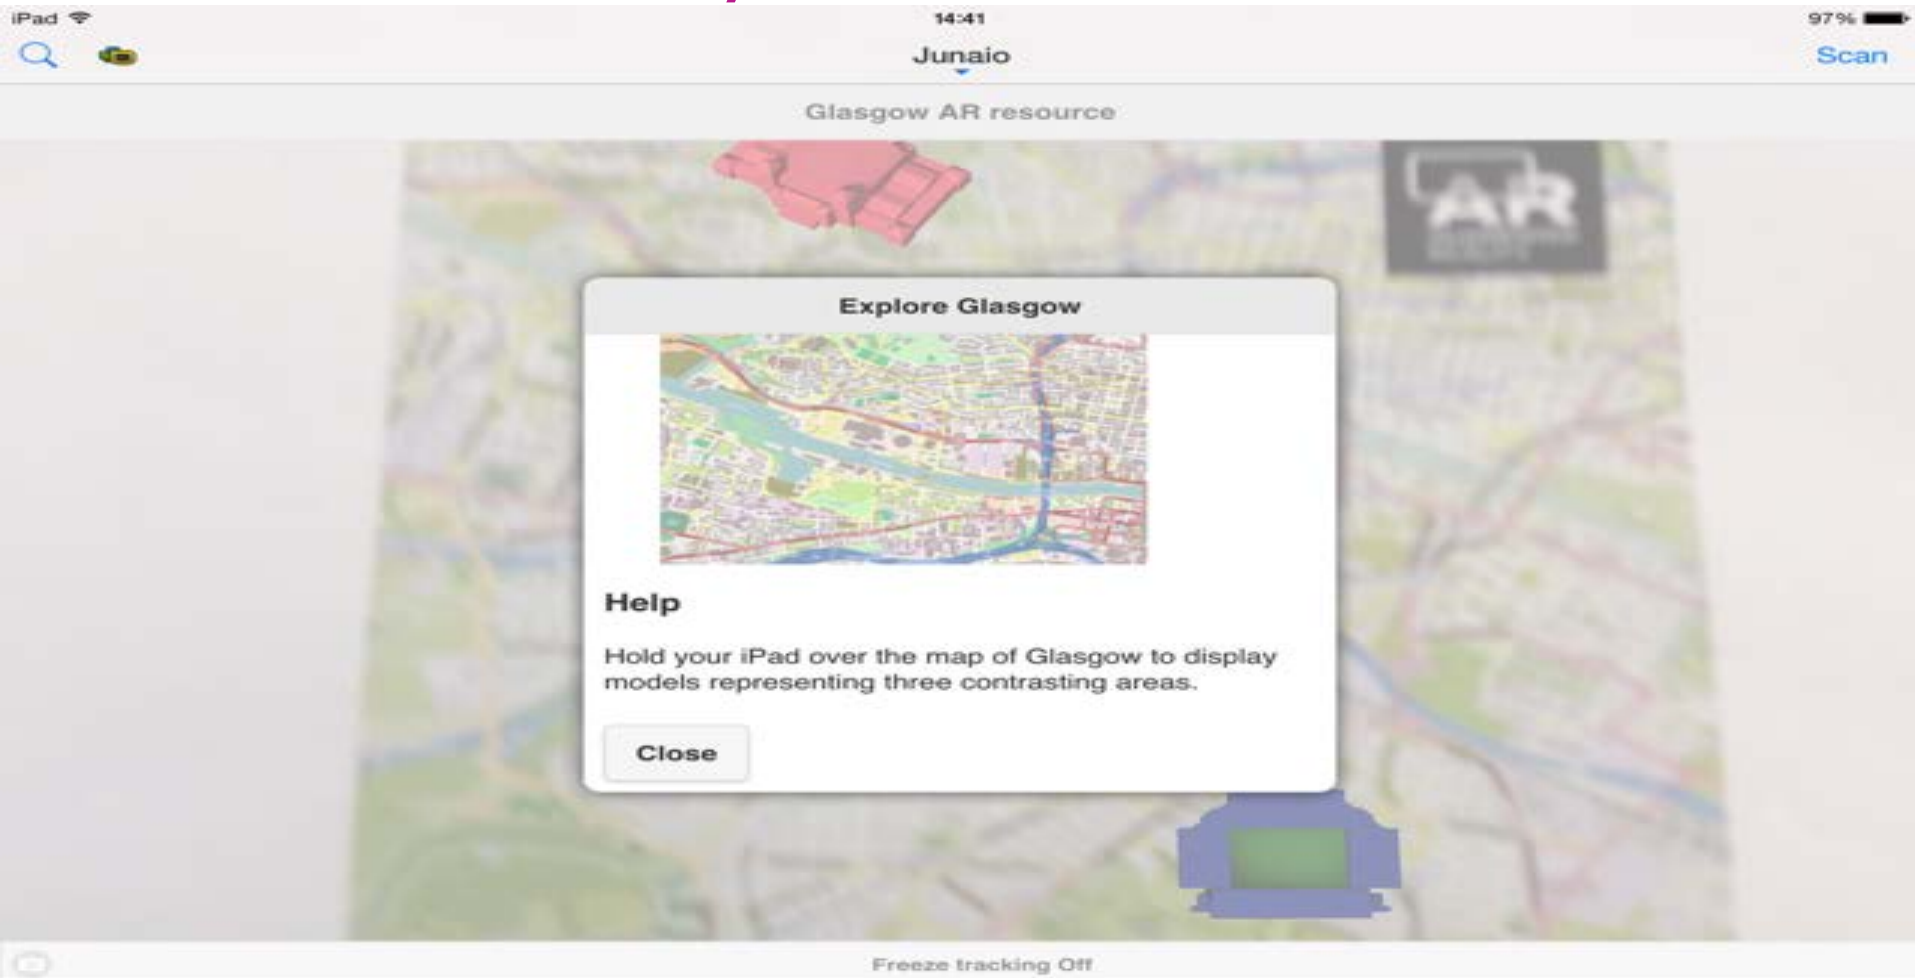 iPad
14:41
97%
Junaio
Scan
Glasgow AR resource
AR
Explore Glasgow
Help
Hold your iPad over the map of Glasgow to display
models representing three contrasting areas.
Close
Freeze tracking Off